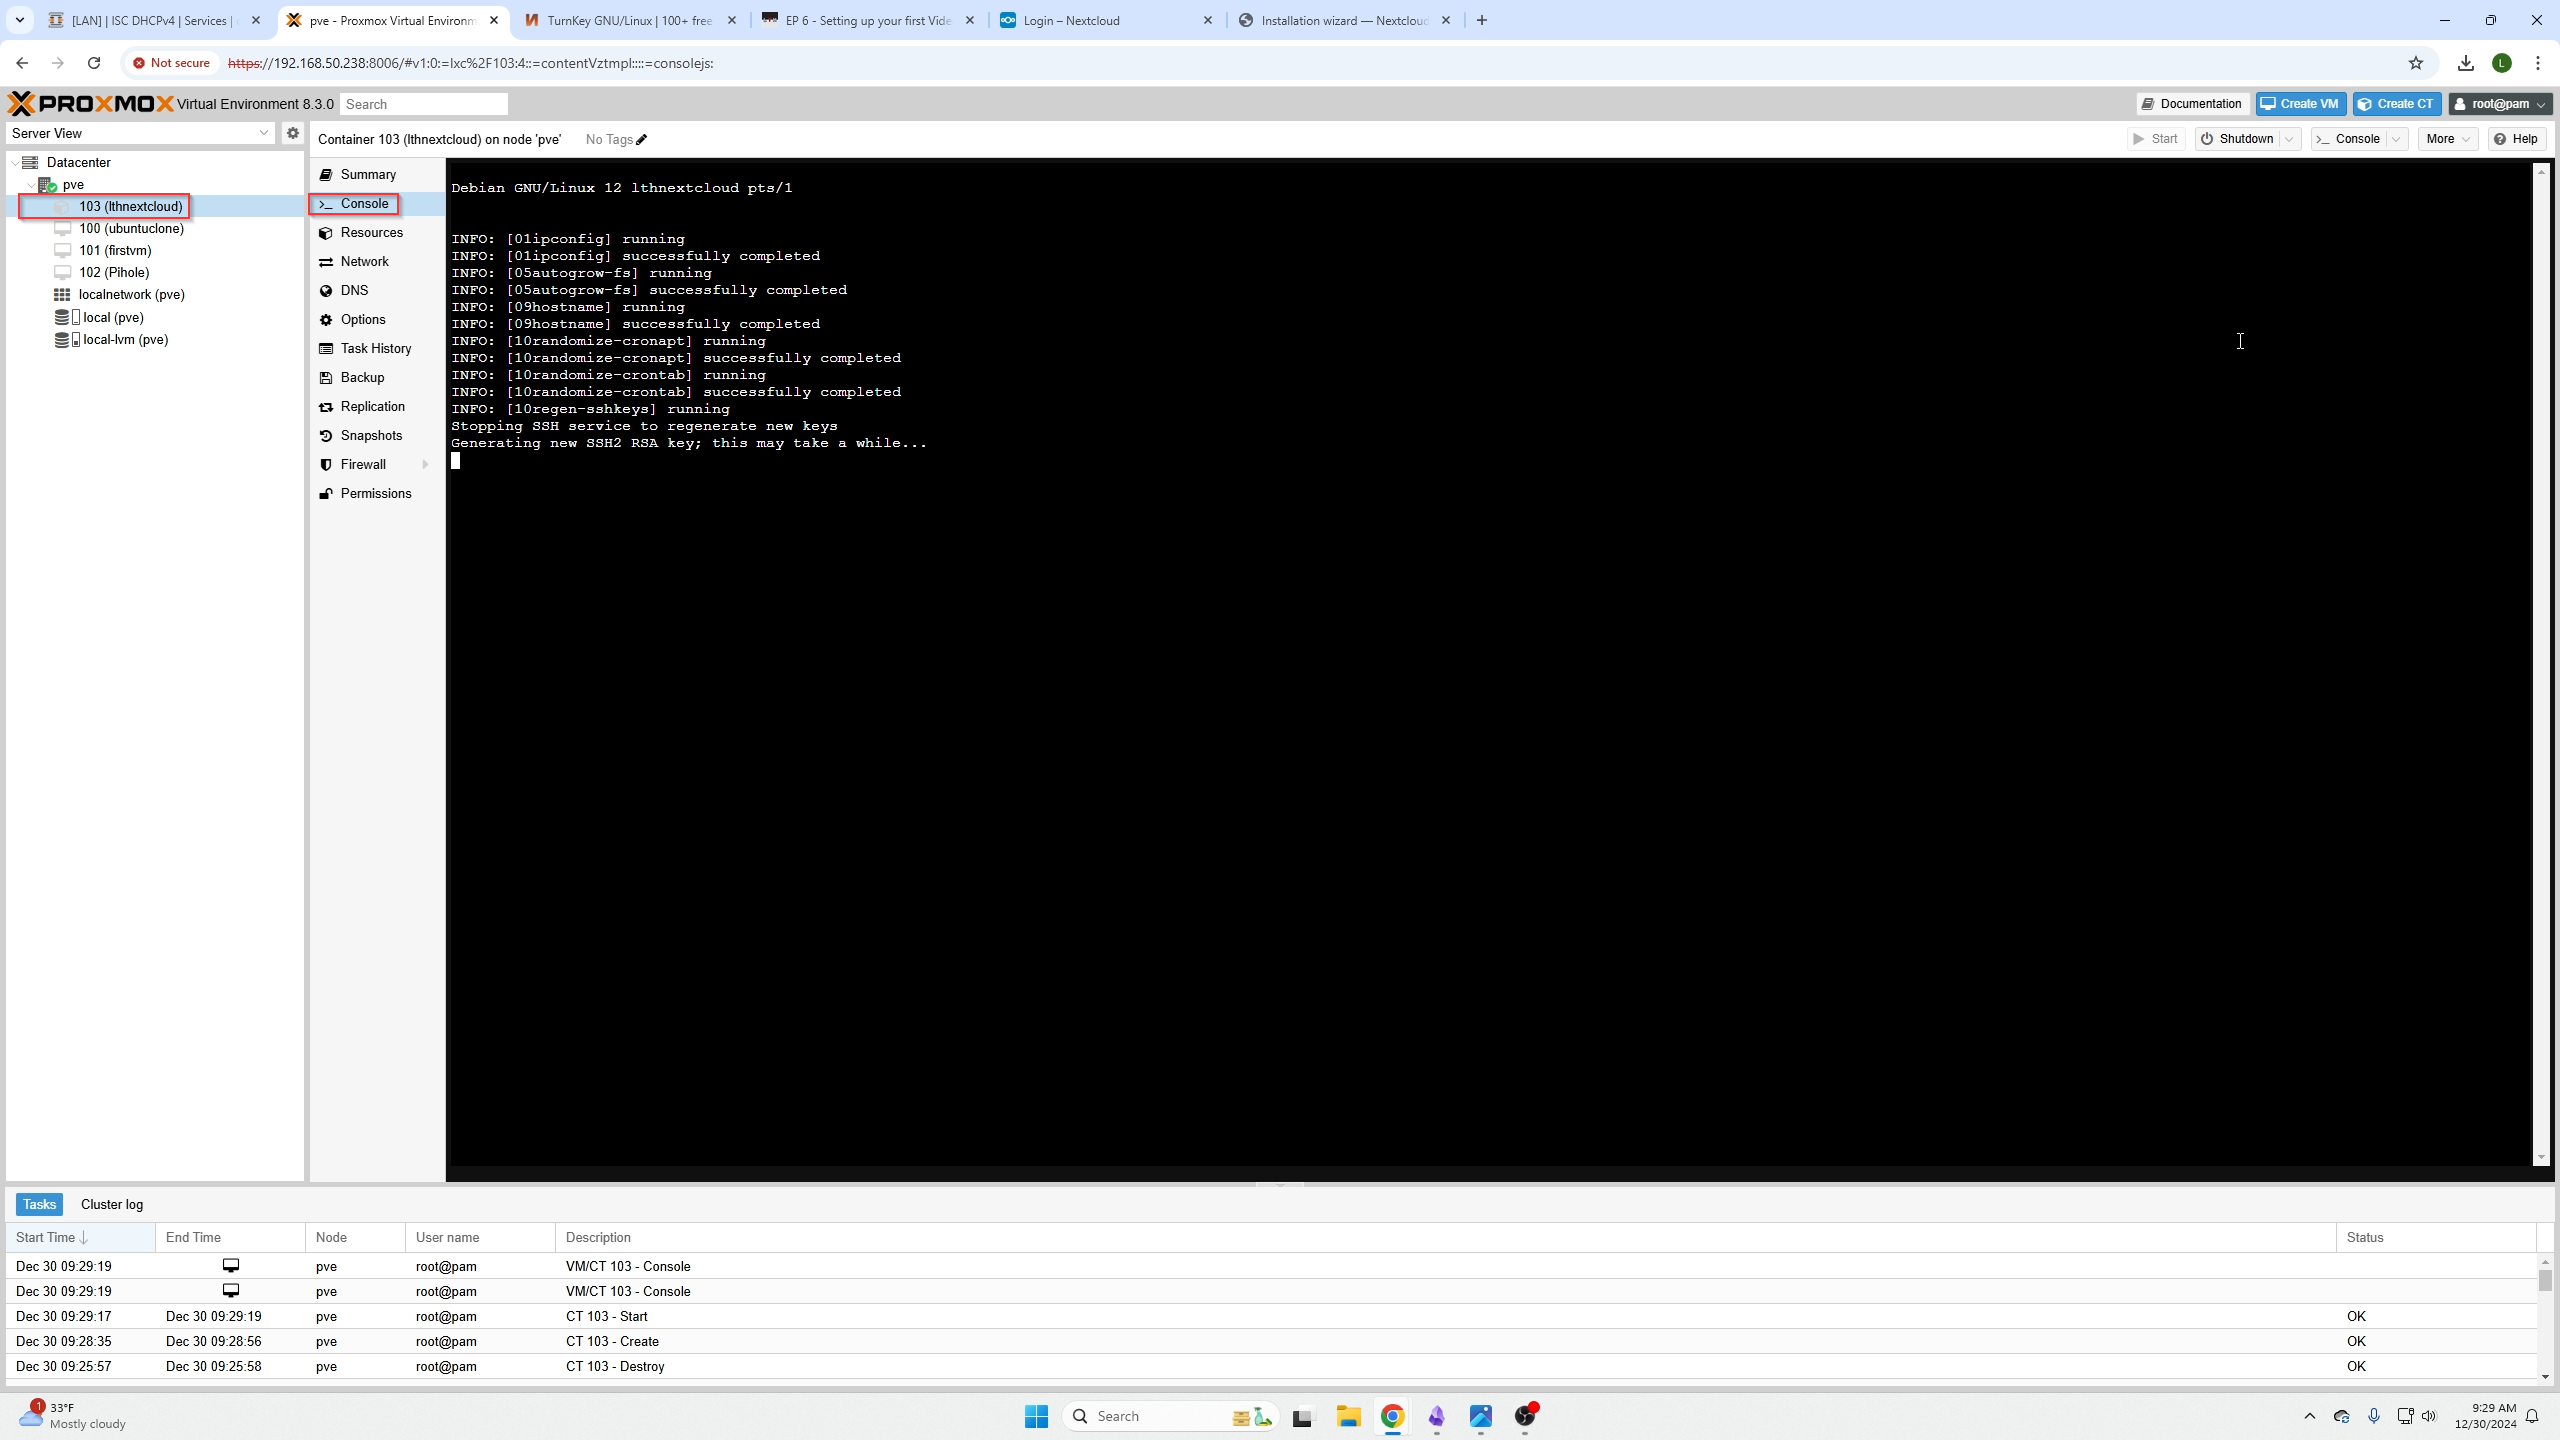 [LAN] | ISC DHCPv4 | Services |
pve - Proxmox Virtual Environm
TurnKey GNU/Linux | 100+ free
EP 6 - Setting up your first Vide
Login – Nextcloud
Installation wizard — Nextclou
Not secure
https://192.168.50.238:8006/#v1:0:=lxc%2F103:4::=contentVztmpl::::=consolejs:
L
PROXMOX Virtual Environment 8.3.0
Search
Documentation
Create VM
Create CT
root@pam
Server View
Container 103 (lthnextcloud) on node 'pve'
No Tags
Start
Shutdown
Console
More
Help
Datacenter
pve
103 (lthnextcloud)
100 (ubuntuclone)
101 (firstvm)
102 (Pihole)
localnetwork (pve)
local (pve)
local-lvm (pve)
Summary
Console
Resources
Network
DNS
Options
Task History
Backup
Replication
Snapshots
Firewall
Permissions
Debian GNU/Linux 12 lthnextcloud pts/1
INFO: [01ipconfig] running
INFO: [01ipconfig] successfully completed
INFO: [05autogrow-fs] running
INFO: [05autogrow-fs] successfully completed
INFO: [09hostname] running
INFO: [09hostname] successfully completed
INFO: [10randomize-cronapt] running
INFO: [10randomize-cronapt] successfully completed
INFO: [10randomize-crontab] running
INFO: [10randomize-crontab] successfully completed
INFO: [10regen-sshkeys] running
Stopping SSH service to regenerate new keys
Generating new SSH2 RSA key; this may take a while...
Tasks
Cluster log
Start Time End Time Node User name Description Status
Dec 30 09:29:19 pve root@pam VM/CT 103 - Console
Dec 30 09:29:19 pve root@pam VM/CT 103 - Console
Dec 30 09:29:17 Dec 30 09:29:19 pve root@pam CT 103 - Start OK
Dec 30 09:28:35 Dec 30 09:28:56 pve root@pam CT 103 - Create OK
Dec 30 09:25:57 Dec 30 09:25:58 pve root@pam CT 103 - Destroy OK
1
33°F
Mostly cloudy
Search
9:29 AM
12/30/2024